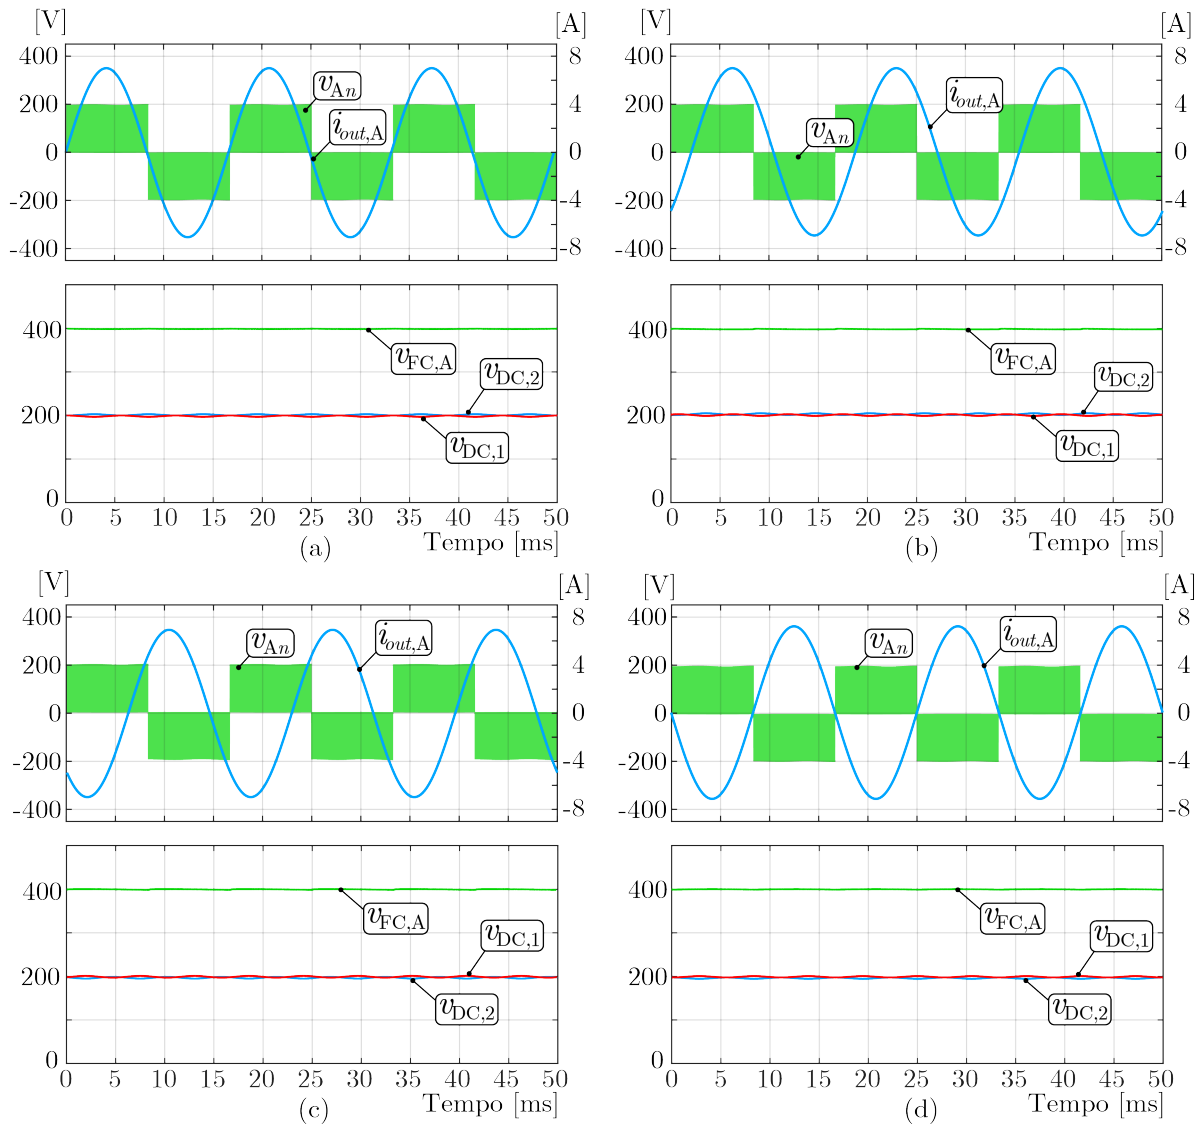 [V] [A] [V] [A]
400 8 400 8
v_An i_out,A
200 4 200 4
i_out,A v_An
0 0 0 0
-200 -4 -200 -4
-400 -8 -400 -8
400 400
v_FC,A v_FC,A
v_DC,2 v_DC,2
200 200
v_DC,1 v_DC,1
0 0
0 5 10 15 20 25 30 35 40 45 50 0 5 10 15 20 25 30 35 40 45 50
(a) Tempo [ms] (b) Tempo [ms]
[V] [A] [V] [A]
400 8 400 8
v_An i_out,A v_An i_out,A
200 4 200 4
0 0 0 0
-200 -4 -200 -4
-400 -8 -400 -8
400 400
v_FC,A v_FC,A
v_DC,1 v_DC,1
200 200
v_DC,2 v_DC,2
0 0
0 5 10 15 20 25 30 35 40 45 50 0 5 10 15 20 25 30 35 40 45 50
(c) Tempo [ms] (d) Tempo [ms]